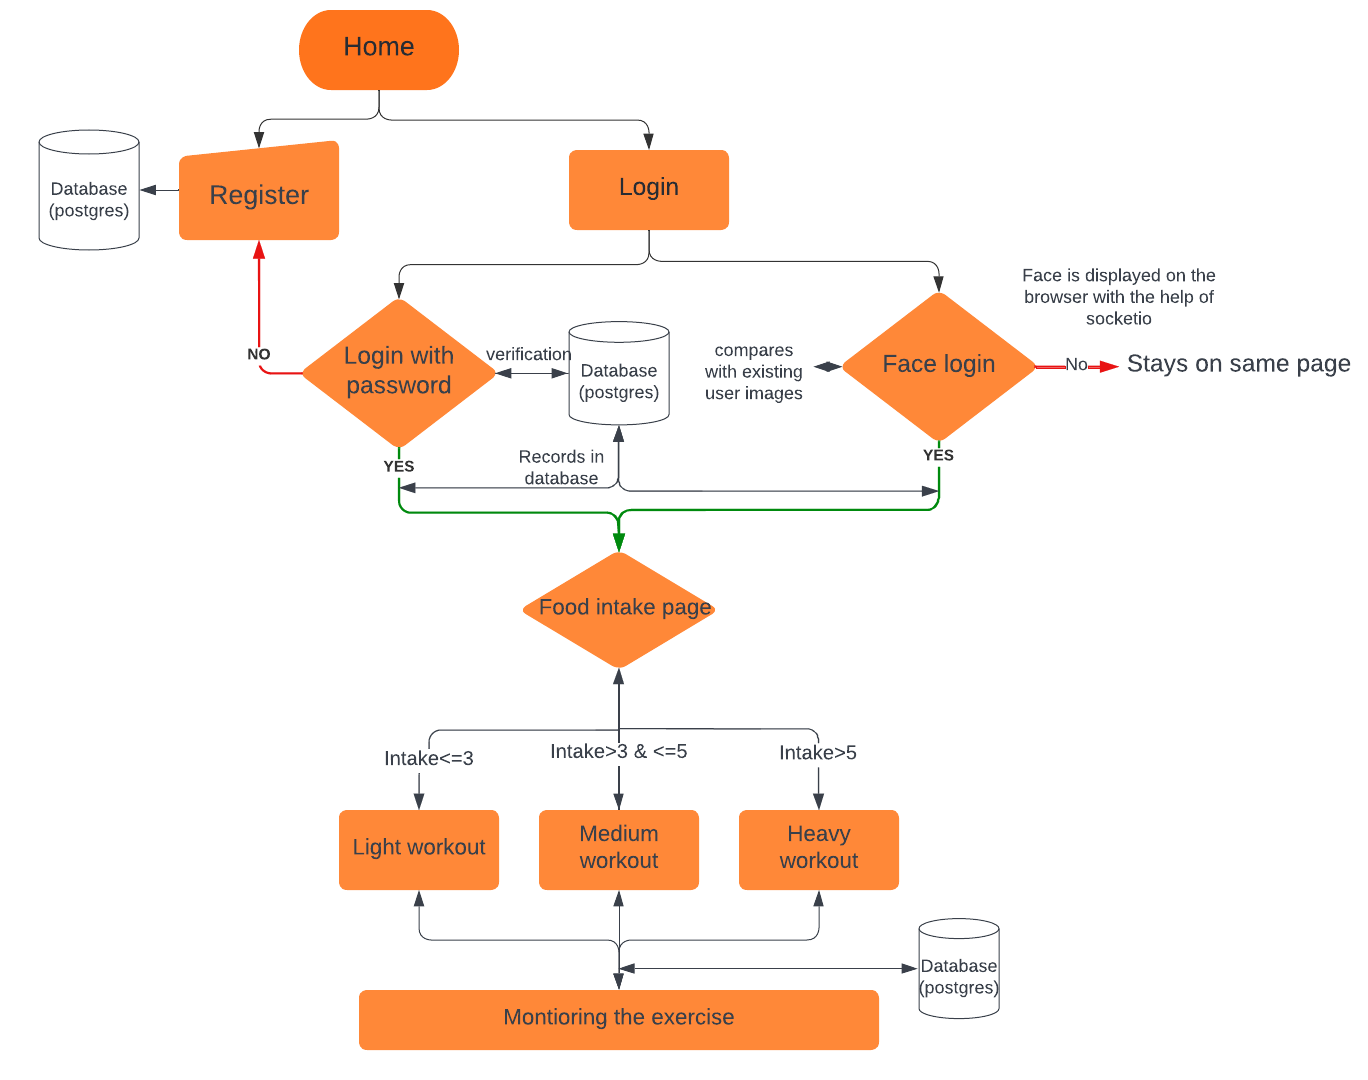 Home
Database
(postgres)
Register
Login
Face is displayed on the
browser with the help of
socketio
NO
Login with
password
verification
Database
(postgres)
compares
with existing
user images
Face login
No
Stays on same page
YES
Records in
database
YES
Food intake page
Intake<=3
Intake>3 & <=5
Intake>5
Light workout
Medium
workout
Heavy
workout
Database
(postgres)
Montioring the exercise